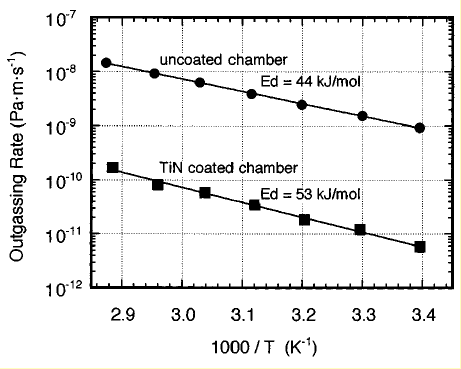 10⁻⁷
uncoated chamber
10⁻⁸
Ed = 44 kJ/mol
10⁻⁹
Outgassing Rate (Pa·m·s⁻¹)
TiN coated chamber
10⁻¹⁰
Ed = 53 kJ/mol
10⁻¹¹
10⁻¹²
2.9 3.0 3.1 3.2 3.3 3.4
1000 / T (K⁻¹)